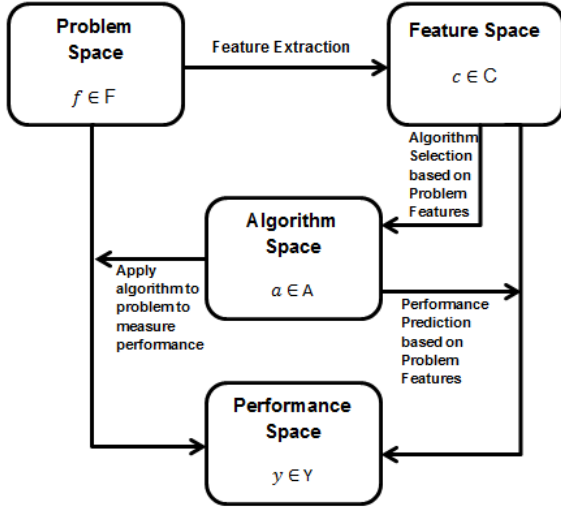 Problem
Space
f ∈ F
Feature Extraction
Feature Space
c ∈ C
Algorithm
Selection
based on
Problem
Features
Algorithm
Space
a ∈ A
Apply
algorithm to
problem to
measure
performance
Performance
Prediction
based on
Problem
Features
Performance
Space
y ∈ Y